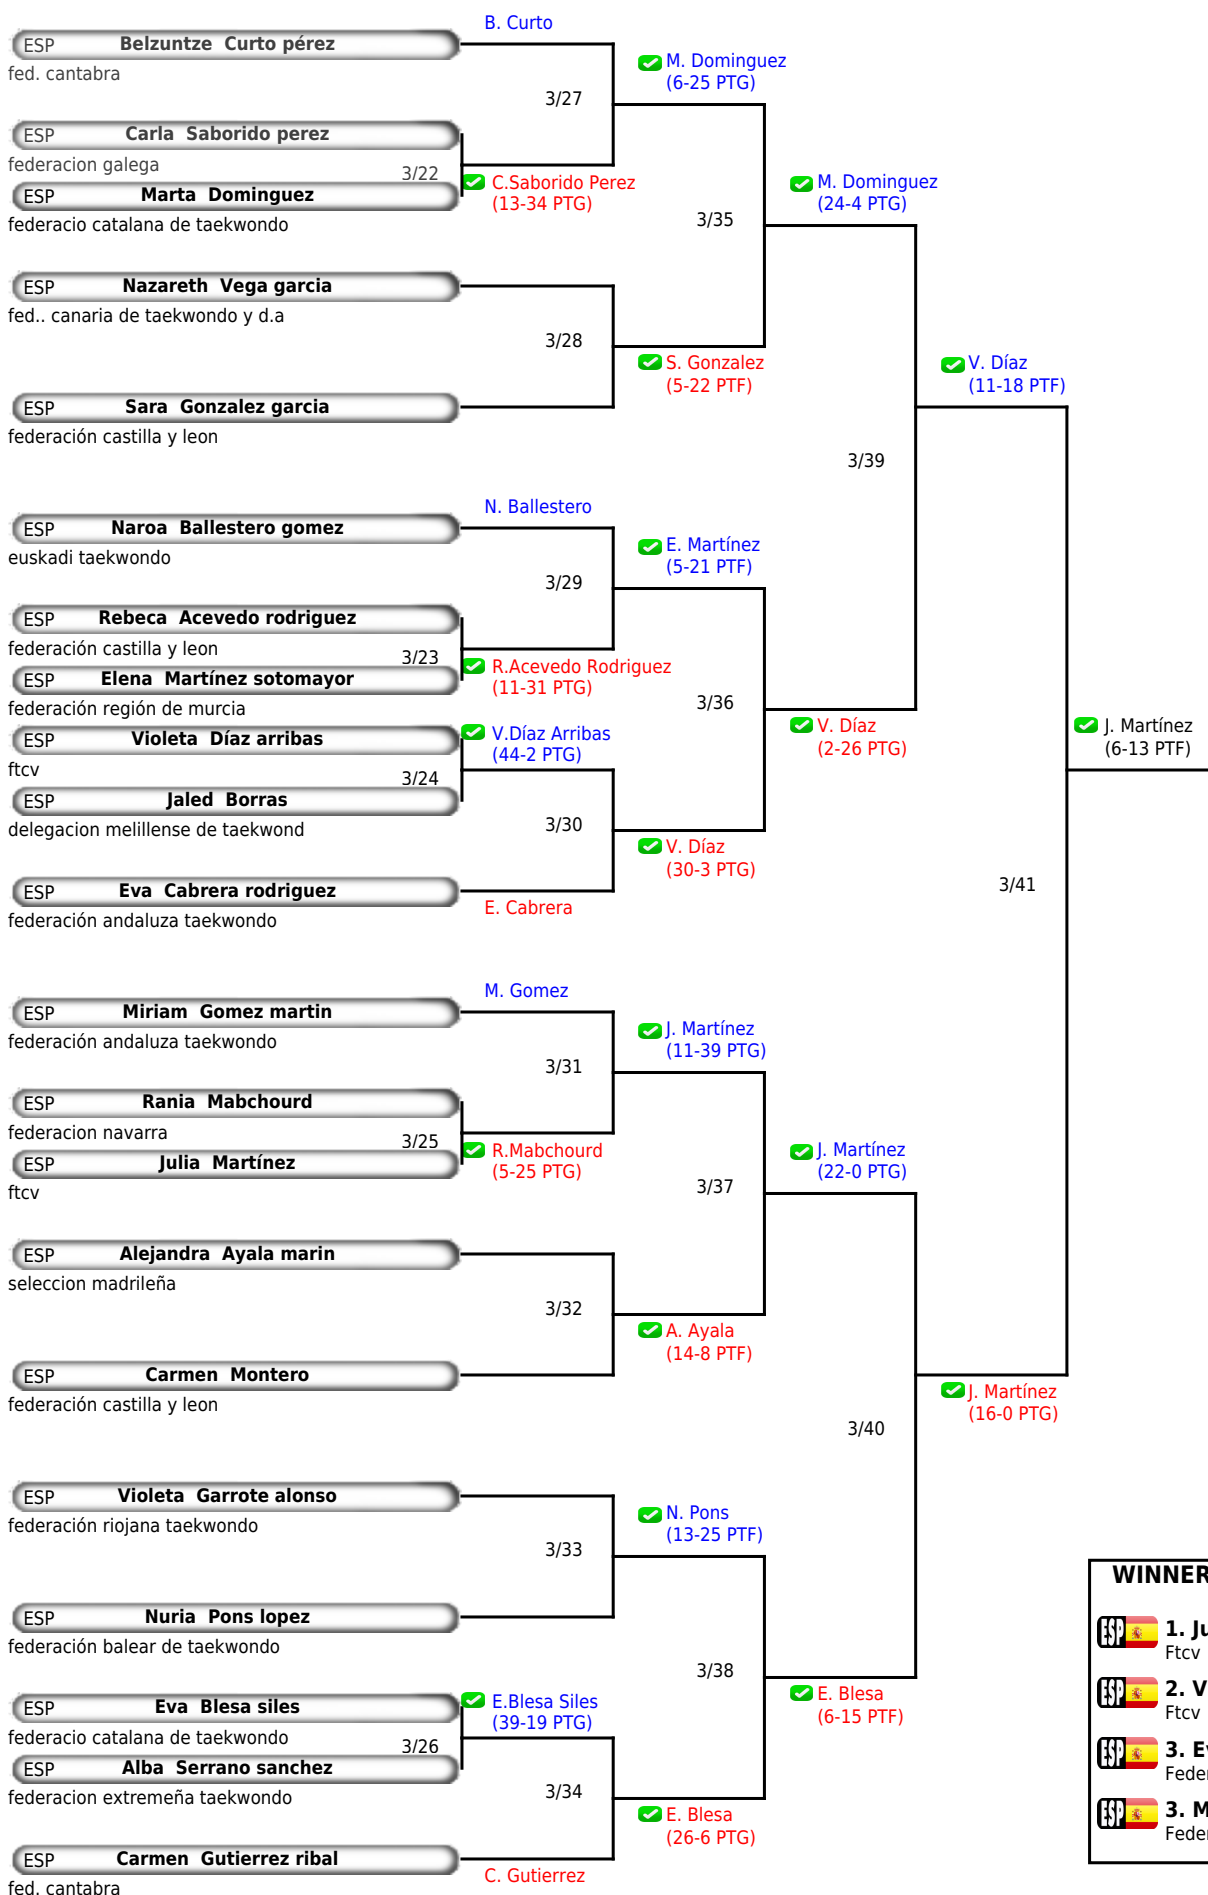 B. Curto
ESP Belzuntze Curto pérez
fed. cantabra
M. Dominguez
(6-25 PTG)
3/27
ESP Carla Saborido perez
federacion galega
3/22
C.Saborido Perez
(13-34 PTG)
ESP Marta Dominguez
federacio catalana de taekwondo
M. Dominguez
(24-4 PTG)
3/35
ESP Nazareth Vega garcia
fed.. canaria de taekwondo y d.a
3/28
S. Gonzalez
(5-22 PTF)
ESP Sara Gonzalez garcia
federación castilla y leon
V. Díaz
(11-18 PTF)
3/39
N. Ballestero
ESP Naroa Ballestero gomez
euskadi taekwondo
E. Martínez
(5-21 PTF)
3/29
ESP Rebeca Acevedo rodriguez
federación castilla y leon
3/23
R.Acevedo Rodriguez
(11-31 PTG)
ESP Elena Martínez sotomayor
federación región de murcia
3/36
ESP Violeta Díaz arribas
ftcv
V.Díaz Arribas
(44-2 PTG)
V. Díaz
(2-26 PTG)
J. Martínez
(6-13 PTF)
3/24
ESP Jaled Borras
delegacion melillense de taekwond
3/30
V. Díaz
(30-3 PTG)
ESP Eva Cabrera rodriguez
federación andaluza taekwondo
E. Cabrera
3/41
M. Gomez
ESP Miriam Gomez martin
federación andaluza taekwondo
J. Martínez
(11-39 PTG)
3/31
ESP Rania Mabchourd
federacion navarra
3/25
R.Mabchourd
(5-25 PTG)
ESP Julia Martínez
ftcv
J. Martínez
(22-0 PTG)
3/37
ESP Alejandra Ayala marin
seleccion madrileña
3/32
A. Ayala
(14-8 PTF)
ESP Carmen Montero
federación castilla y leon
J. Martínez
(16-0 PTG)
3/40
ESP Violeta Garrote alonso
federación riojana taekwondo
N. Pons
(13-25 PTF)
3/33
ESP Nuria Pons lopez
federación balear de taekwondo
3/38
ESP Eva Blesa siles
federacio catalana de taekwondo
E.Blesa Siles
(39-19 PTG)
E. Blesa
(6-15 PTF)
3/26
ESP Alba Serrano sanchez
federacion extremeña taekwondo
3/34
E. Blesa
(26-6 PTG)
ESP Carmen Gutierrez ribal
fed. cantabra
C. Gutierrez
WINNER
ESP 1. Ju
Ftcv
ESP 2. V
Ftcv
ESP 3. Ev
Feder
ESP 3. M
Feder